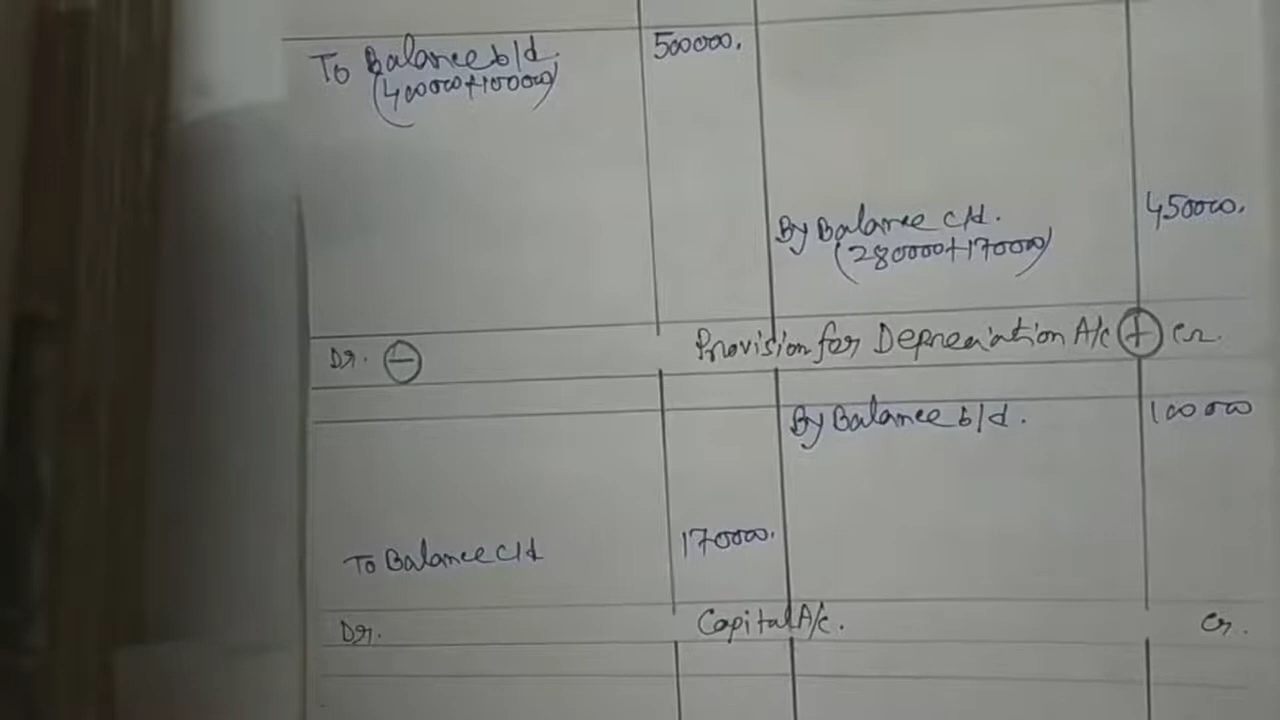 To Balance b/d. 500000.
(400000+100000)
By Balance c/d. 450000.
(280000+170000)
Dr. - Provision for Depreciation A/c + Cr.
By Balance b/d. 100000
To Balance c/d 170000.
Dr. Capital A/c. Cr.